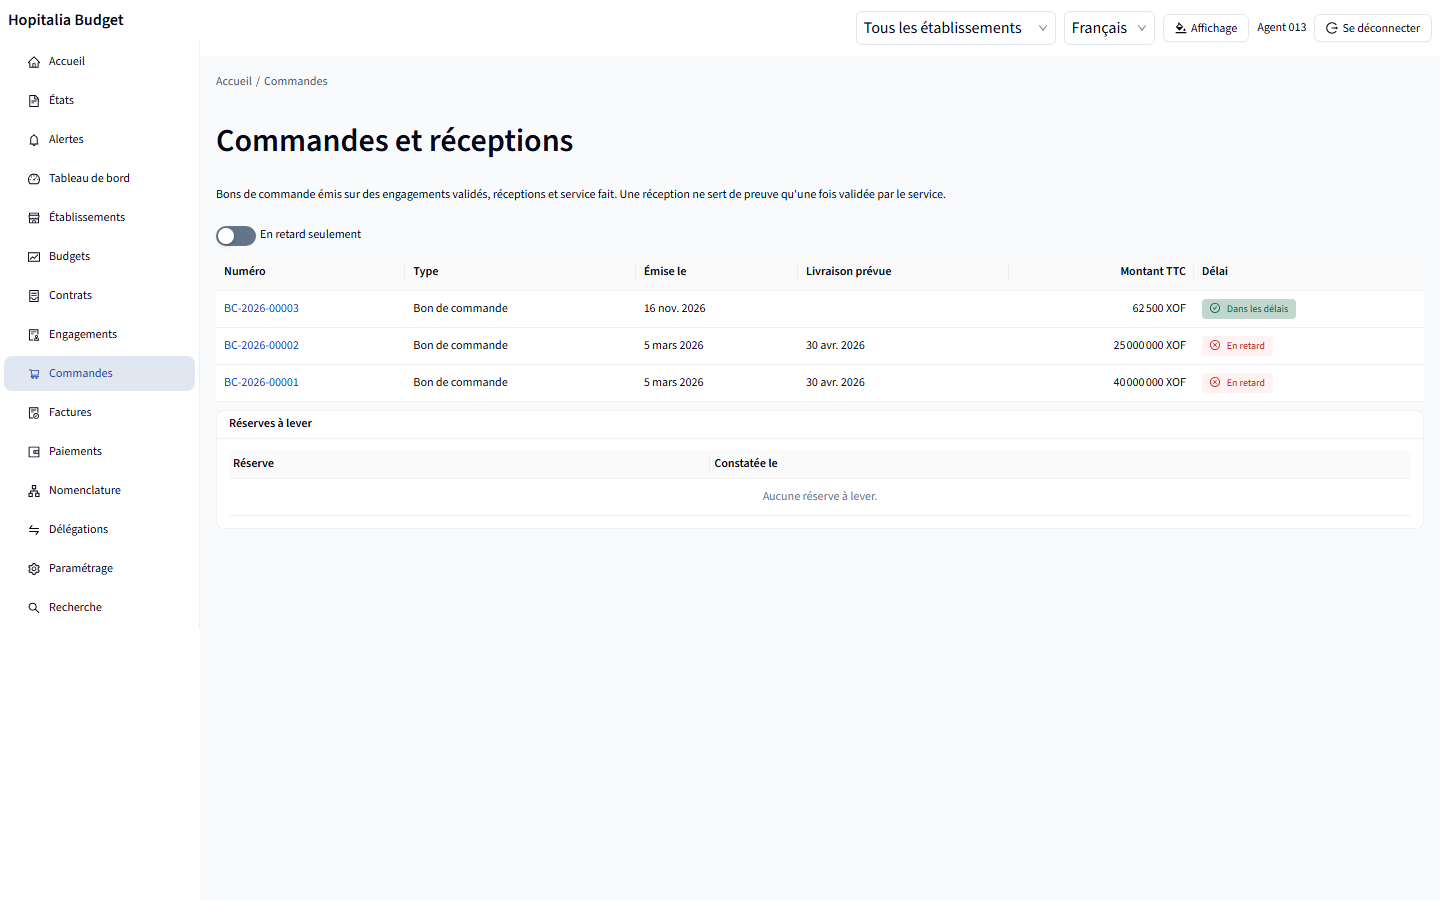 Hopitalia Budget
Tous les établissements
Français
Affichage
Agent 013
Se déconnecter
Accueil
États
Alertes
Tableau de bord
Établissements
Budgets
Contrats
Engagements
Commandes
Factures
Paiements
Nomenclature
Délégations
Paramétrage
Recherche
Accueil / Commandes
Commandes et réceptions
Bons de commande émis sur des engagements validés, réceptions et service fait. Une réception ne sert de preuve qu'une fois validée par le service.
En retard seulement
Numéro Type Émise le Livraison prévue Montant TTC Délai
BC-2026-00003 Bon de commande 16 nov. 2026 62 500 XOF Dans les délais
BC-2026-00002 Bon de commande 5 mars 2026 30 avr. 2026 25 000 000 XOF En retard
BC-2026-00001 Bon de commande 5 mars 2026 30 avr. 2026 40 000 000 XOF En retard
Réserves à lever
Réserve Constatée le
Aucune réserve à lever.